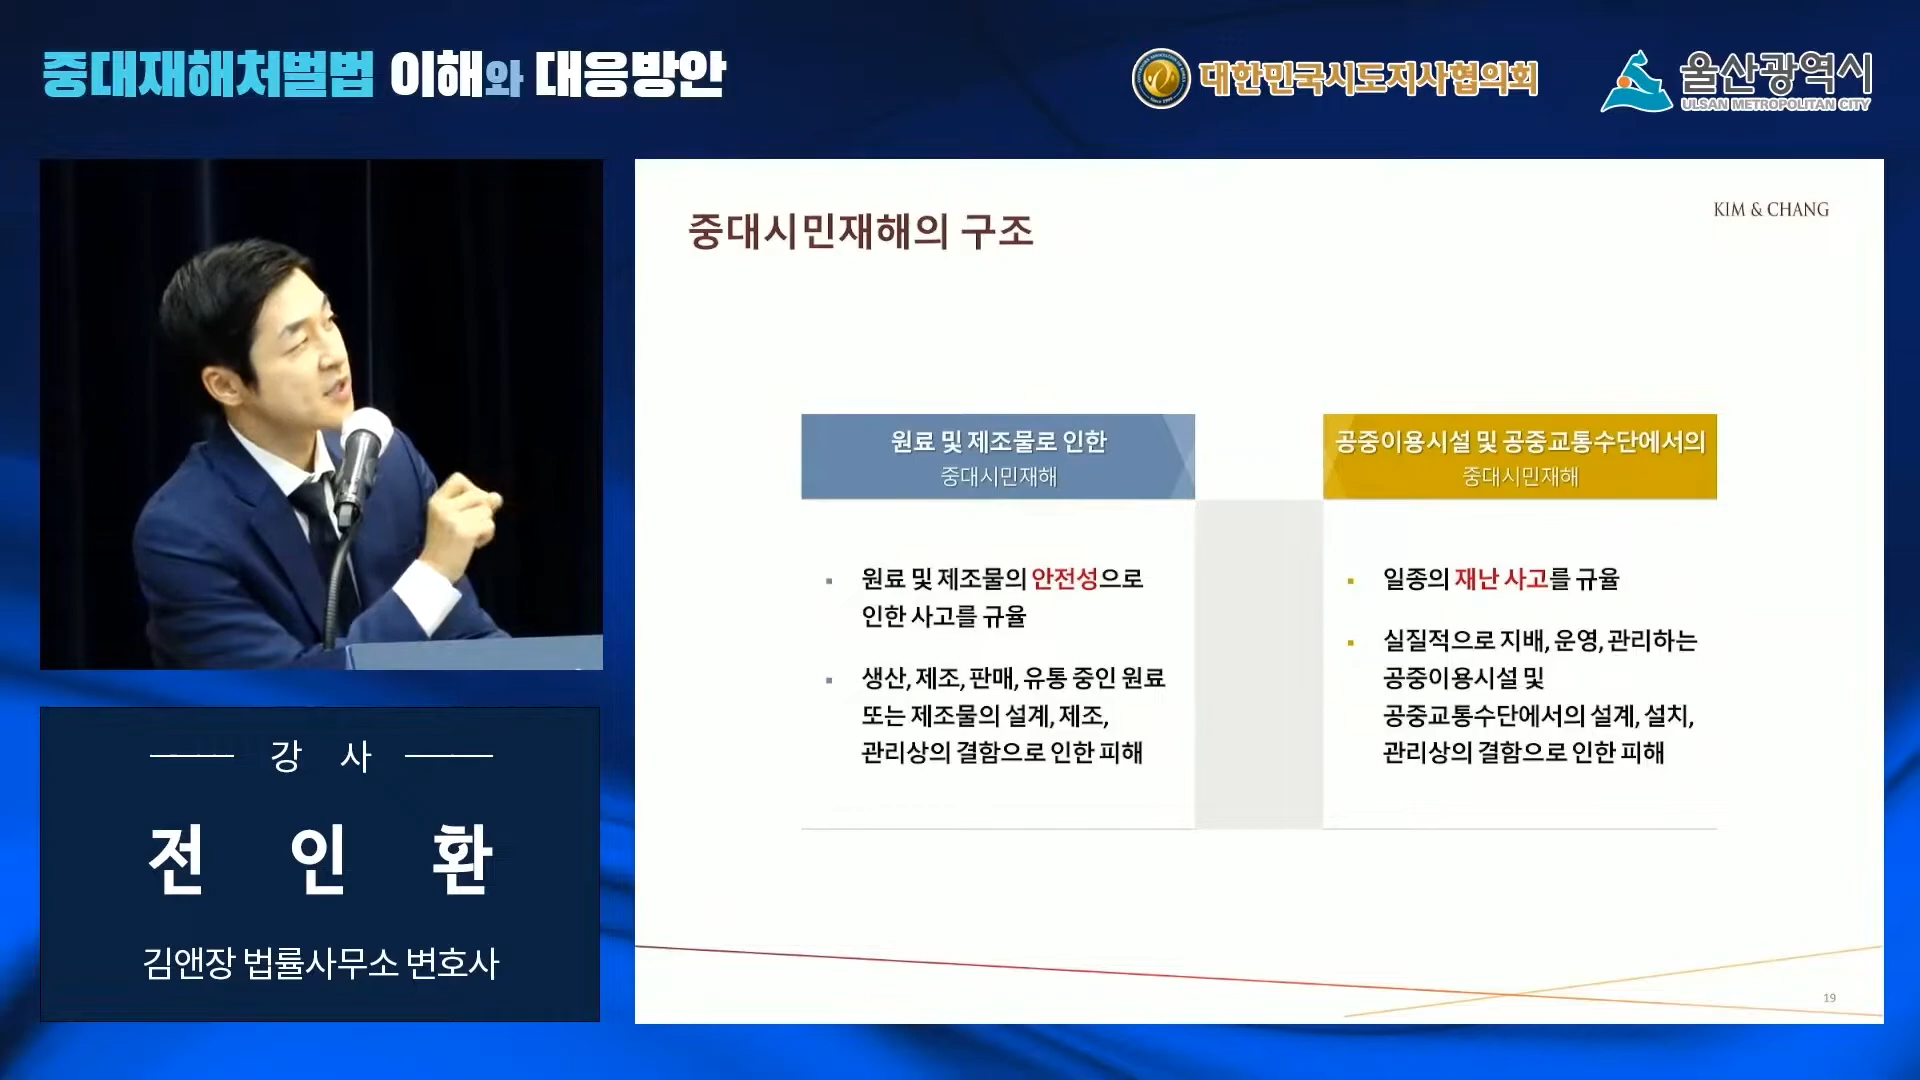 중대재해처벌법 이해와 대응방안
대한민국시도지사협의회
울산광역시
ULSAN METROPOLITAN CITY
강 사
전 인 환
김앤장 법률사무소 변호사
중대시민재해의 구조
KIM & CHANG
원료 및 제조물로 인한
중대시민재해
▪ 원료 및 제조물의 안전성으로
인한 사고를 규율
▪ 생산, 제조, 판매, 유통 중인 원료
또는 제조물의 설계, 제조,
관리상의 결함으로 인한 피해
공중이용시설 및 공중교통수단에서의
중대시민재해
▪ 일종의 재난 사고를 규율
▪ 실질적으로 지배, 운영, 관리하는
공중이용시설 및
공중교통수단에서의 설계, 설치,
관리상의 결함으로 인한 피해
19